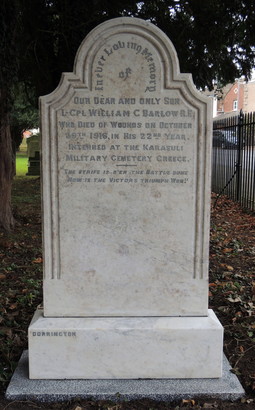 In ever Loving Memory
OF
OUR DEAR AND ONLY SON
L-CPL WILLIAM C BARLOW R.E.
WHO DIED OF WOUNDS ON OCTOBER
26TH 1916, IN HIS 22ND YEAR.
INTERRED AT THE KARASULI
MILITARY CEMETERY GREECE.
THE STRIFE IS O'ER THE BATTLE DONE
NOW IS THE VICTORS TRIUMPH WON
DORRINGTON